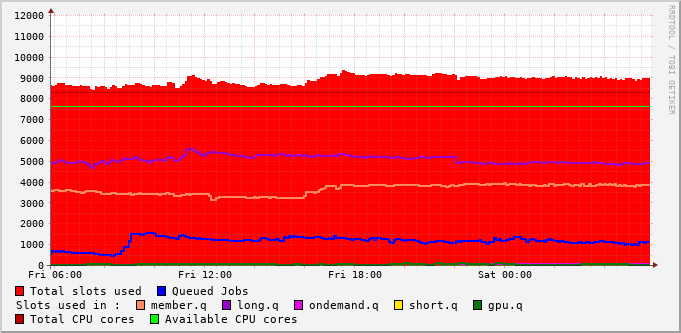 RRDTOOL / TOBI OETIKER
12000
11000
10000
9000
8000
7000
6000
5000
4000
3000
2000
1000
0
Fri 06:00 Fri 12:00 Fri 18:00 Sat 00:00
Total slots used Queued Jobs
Slots used in : member.q long.q ondemand.q short.q gpu.q
Total CPU cores Available CPU cores